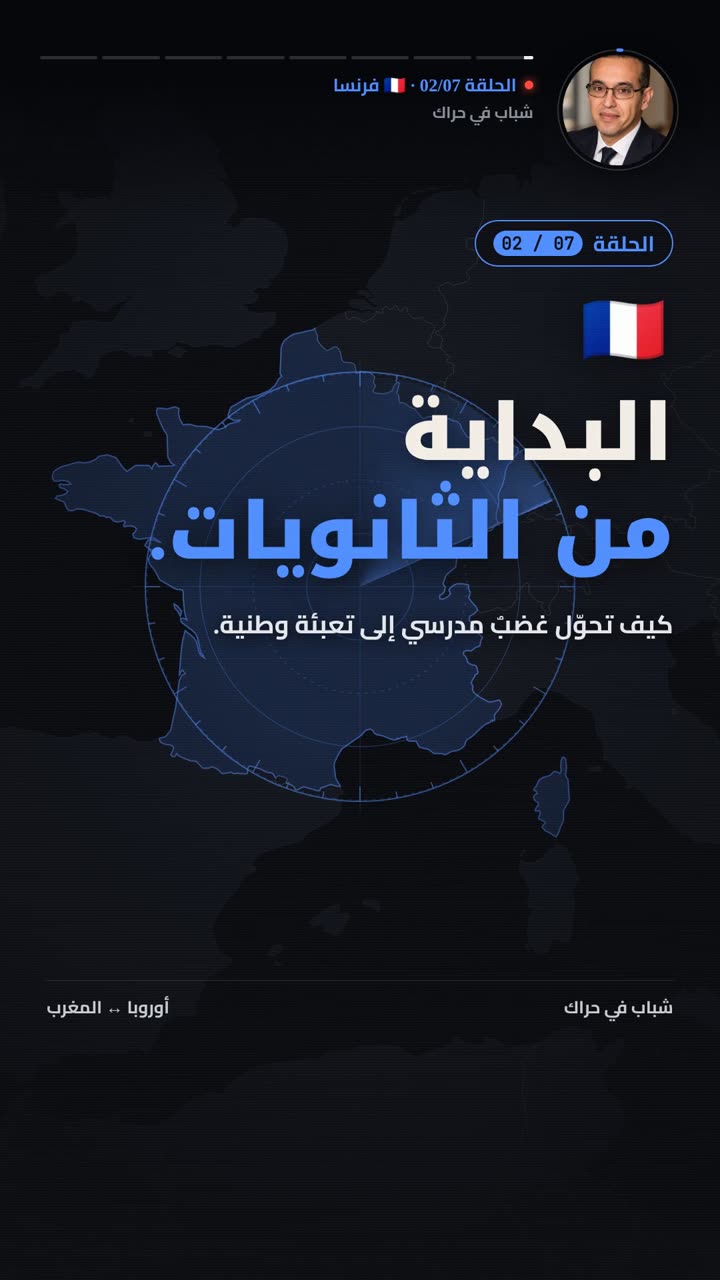 الحلقة 02/07 · 🇫🇷 فرنسا
شباب في حراك
الحلقة 02 / 07
🇫🇷
البداية
من الثانويات.
كيف تحوّل غضبٌ مدرسي إلى تعبئة وطنية.
شباب في حراك
أوروبا ↔ المغرب